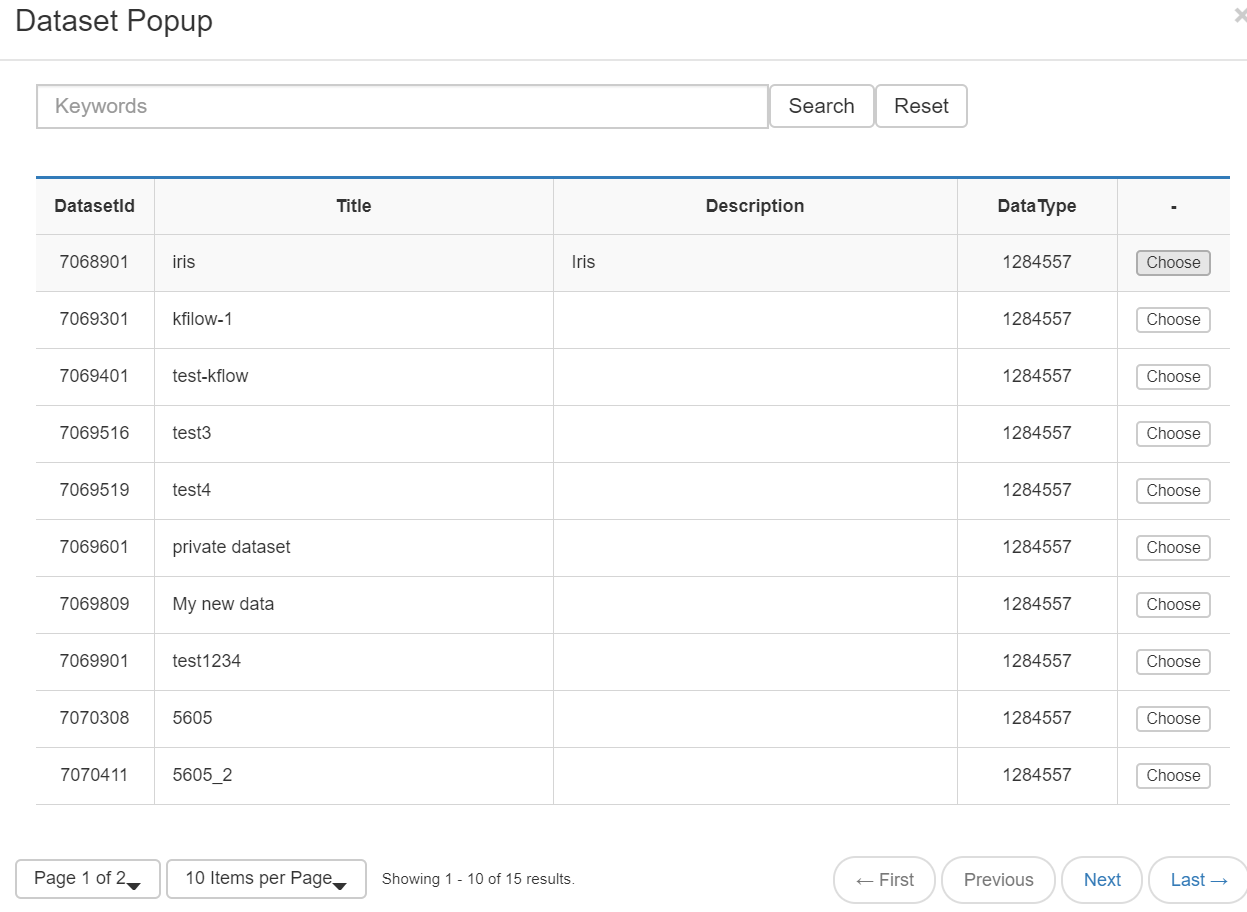 Dataset Popup ×
Keywords Search Reset
DatasetId Title Description DataType -
7068901 iris Iris 1284557 Choose
7069301 kfilow-1 1284557 Choose
7069401 test-kflow 1284557 Choose
7069516 test3 1284557 Choose
7069519 test4 1284557 Choose
7069601 private dataset 1284557 Choose
7069809 My new data 1284557 Choose
7069901 test1234 1284557 Choose
7070308 5605 1284557 Choose
7070411 5605_2 1284557 Choose
Page 1 of 2 10 Items per Page Showing 1 - 10 of 15 results. ← First Previous Next Last →